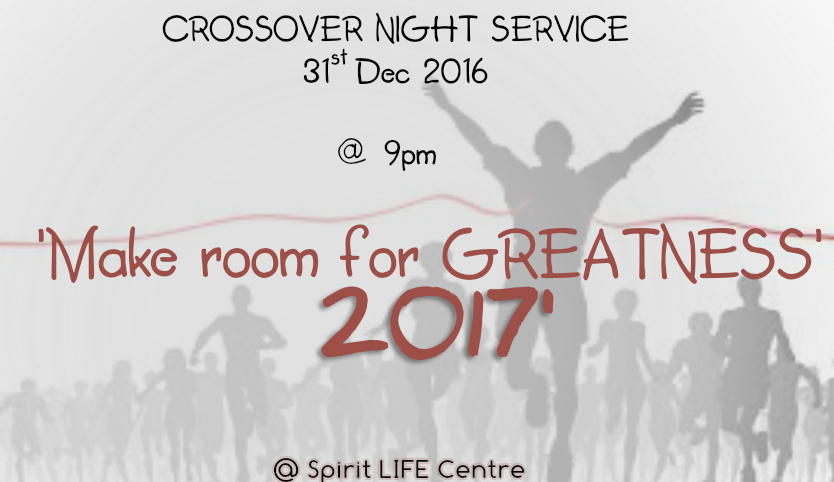 CROSSOVER NIGHT SERVICE
31st Dec 2016
@ 9pm
'Make room for GREATNESS'
2017'
@ Spirit LIFE Centre